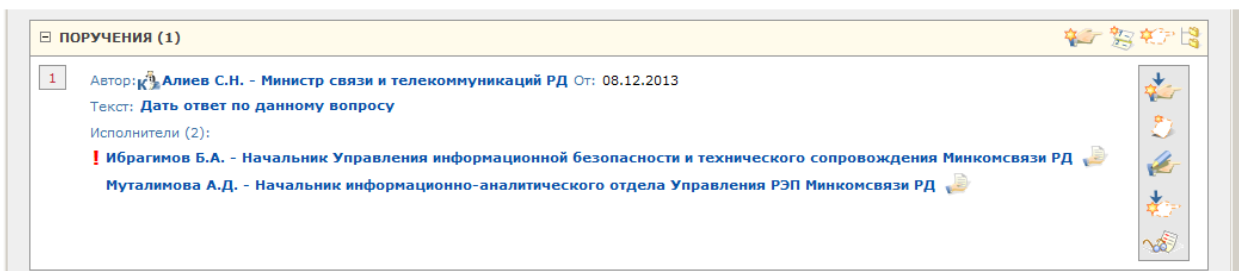 ПОРУЧЕНИЯ (1)
1
Автор: К Алиев С.Н. - Министр связи и телекоммуникаций РД От: 08.12.2013
Текст: Дать ответ по данному вопросу
Исполнители (2):
! Ибрагимов Б.А. - Начальник Управления информационной безопасности и технического сопровождения Минкомсвязи РД
Муталимова А.Д. - Начальник информационно-аналитического отдела Управления РЭП Минкомсвязи РД